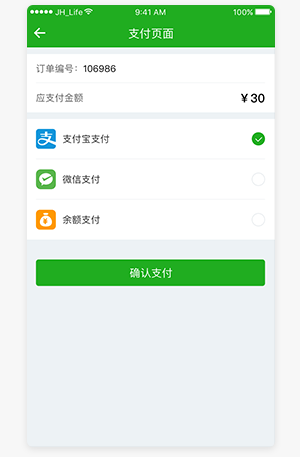 JH_Life 9:41 AM 100%
支付页面
订单编号：106986
应支付金额 ¥ 30
支 支付宝支付
微信支付
¥ 余额支付
确认支付